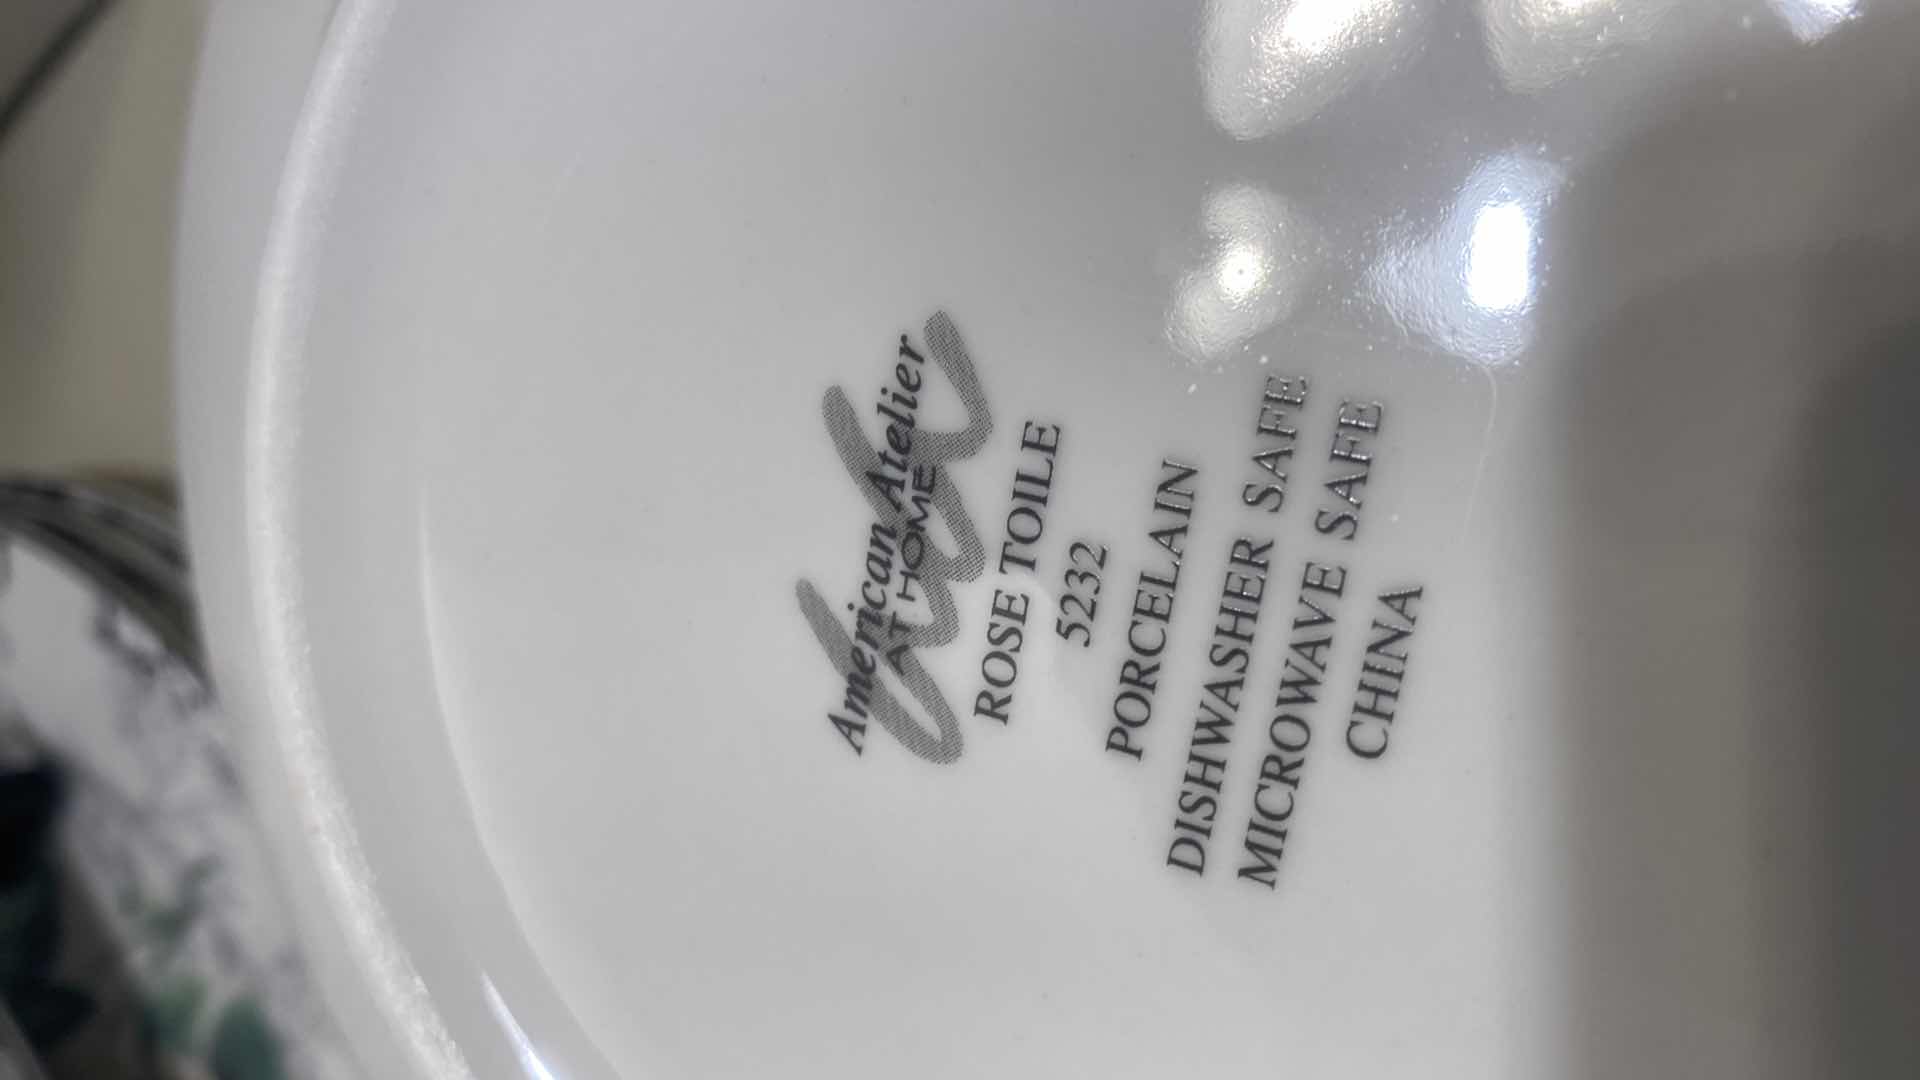 American Atelier
AT HOME
ROSE TOILE
5232
PORCELAIN
DISHWASHER SAFE
MICROWAVE SAFE
CHINA